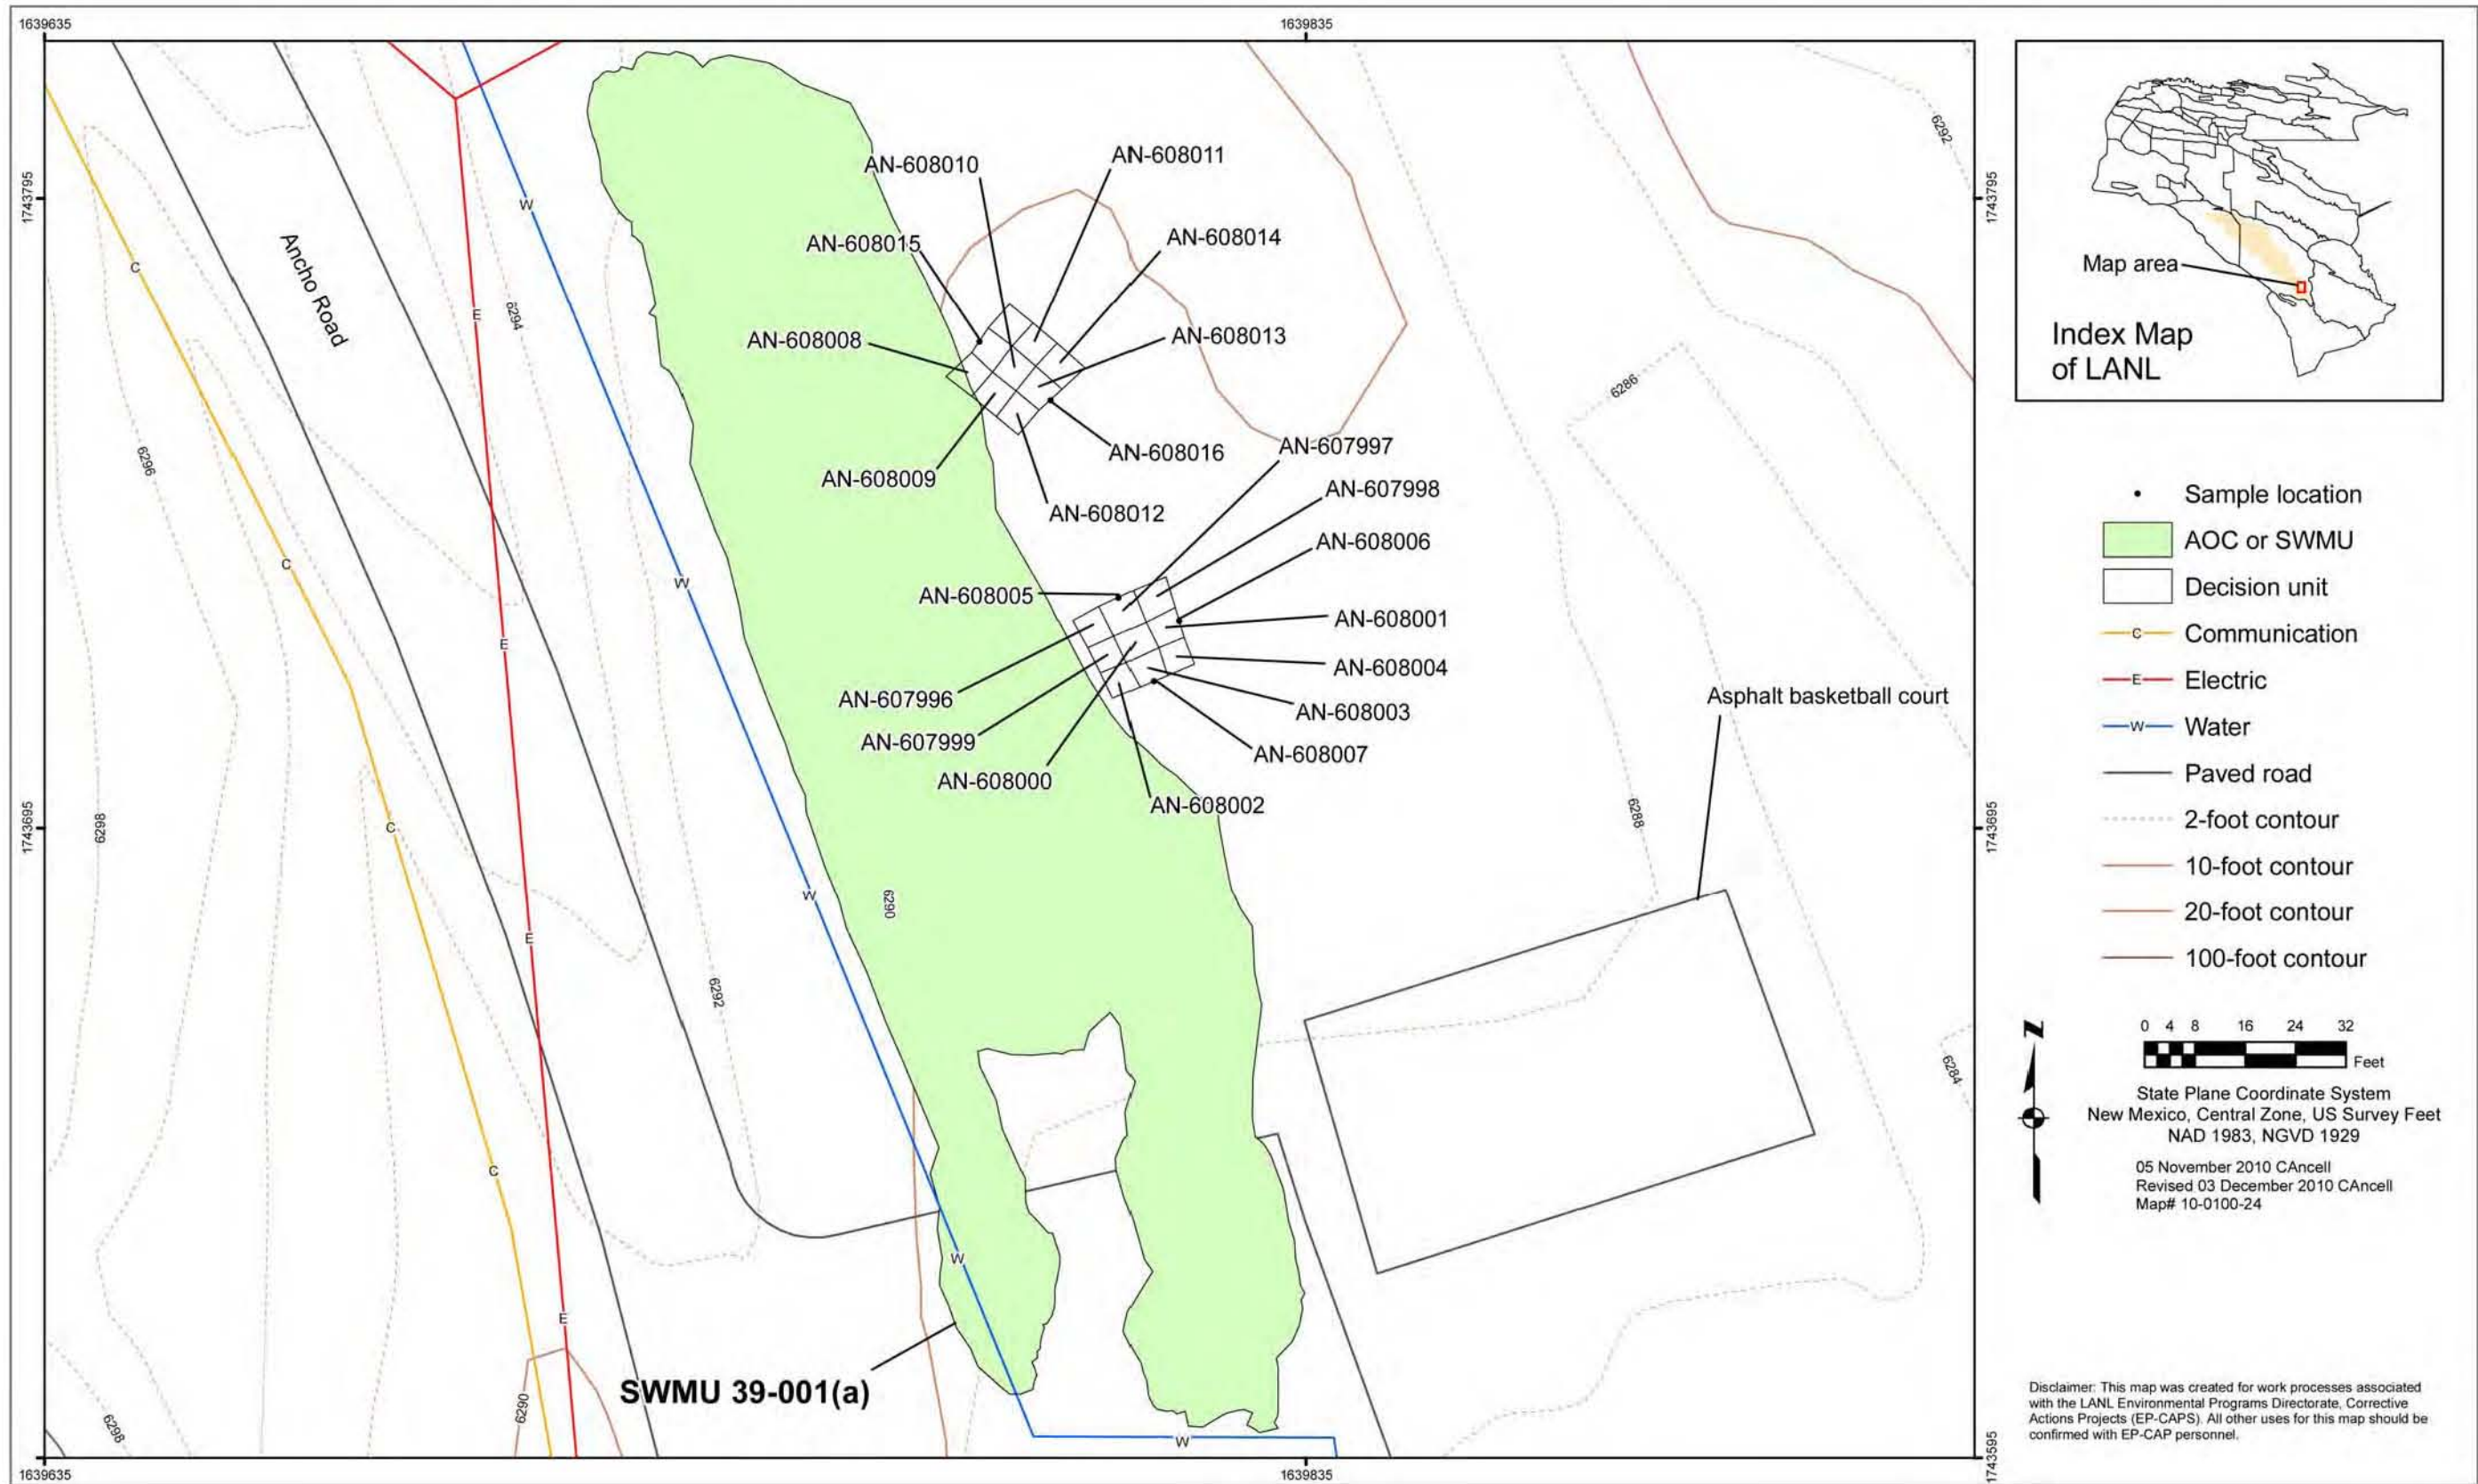 1639635
1639835
1743795
1743795
6292
AN-608010
AN-608011
AN-608015
AN-608014
Ancho Road
C
W
E
6294
AN-608008
AN-608013
6286
6296
AN-608009
AN-608016
AN-607997
AN-607998
AN-608012
C
W
AN-608006
AN-608005
AN-608001
E
AN-608004
AN-607996
AN-608003
Asphalt basketball court
AN-607999
AN-608007
AN-608000
AN-608002
1743695
1743695
6298
C
6288
W
6290
E
6292
6284
C
W
E
SWMU 39-001(a)
6290
6298
W
1743595
1639635
1639835
Map area
Index Map
of LANL
Sample location
AOC or SWMU
Decision unit
C Communication
E Electric
W Water
Paved road
2-foot contour
10-foot contour
20-foot contour
100-foot contour
N
0 4 8 16 24 32
Feet
State Plane Coordinate System
New Mexico, Central Zone, US Survey Feet
NAD 1983, NGVD 1929
05 November 2010 CAncell
Revised 03 December 2010 CAncell
Map# 10-0100-24
Disclaimer: This map was created for work processes associated
with the LANL Environmental Programs Directorate, Corrective
Actions Projects (EP-CAPS). All other uses for this map should be
confirmed with EP-CAP personnel.